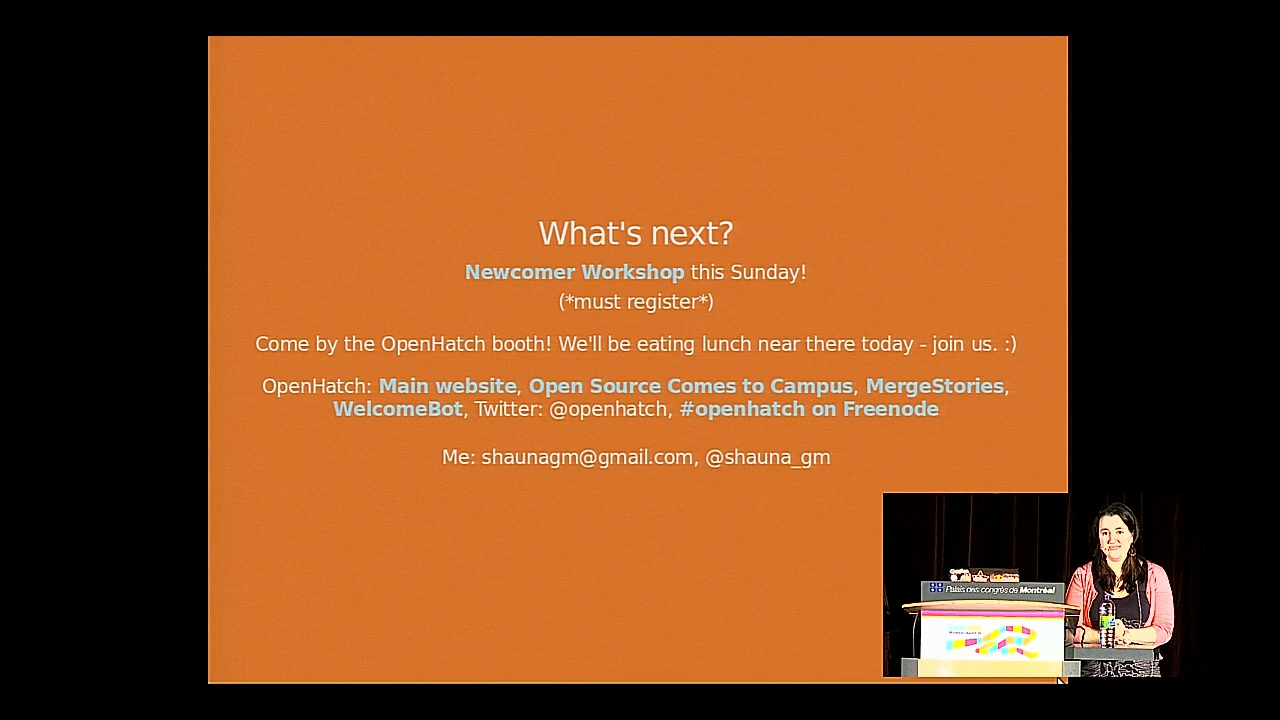 What's next?
Newcomer Workshop this Sunday!
(*must register*)
Come by the OpenHatch booth! We'll be eating lunch near there today - join us. :)
OpenHatch: Main website, Open Source Comes to Campus, MergeStories,
WelcomeBot, Twitter: @openhatch, #openhatch on Freenode
Me: shaunagm@gmail.com, @shauna_gm
Palais des congrès de Montréal